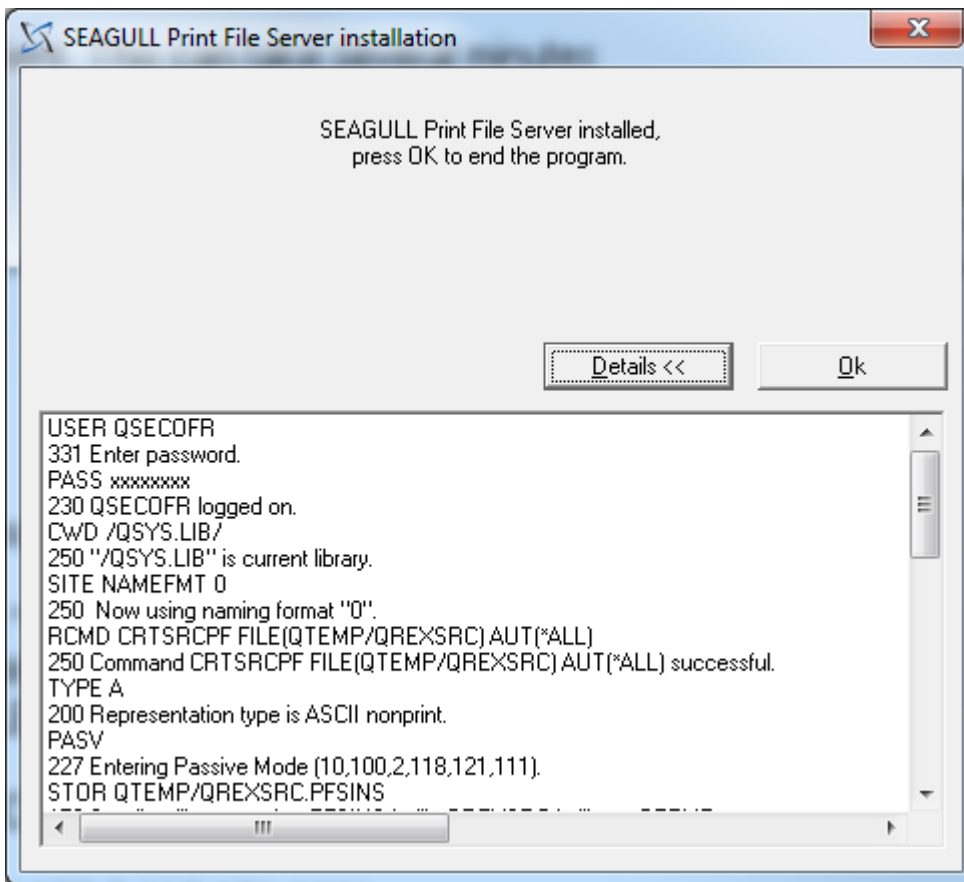 SEAGULL Print File Server installation
SEAGULL Print File Server installed,
press OK to end the program.
Details <<
Ok
USER QSECOFR
331 Enter password.
PASS xxxxxxxx
230 QSECOFR logged on.
CWD /QSYS.LIB/
250 "/QSYS.LIB" is current library.
SITE NAMEFMT 0
250  Now using naming format "0".
RCMD CRTSRCPF FILE(QTEMP/QREXSRC) AUT(*ALL)
250 Command CRTSRCPF FILE(QTEMP/QREXSRC) AUT(*ALL) successful.
TYPE A
200 Representation type is ASCII nonprint.
PASV
227 Entering Passive Mode (10,100,2,118,121,111).
STOR QTEMP/QREXSRC.PFSINS